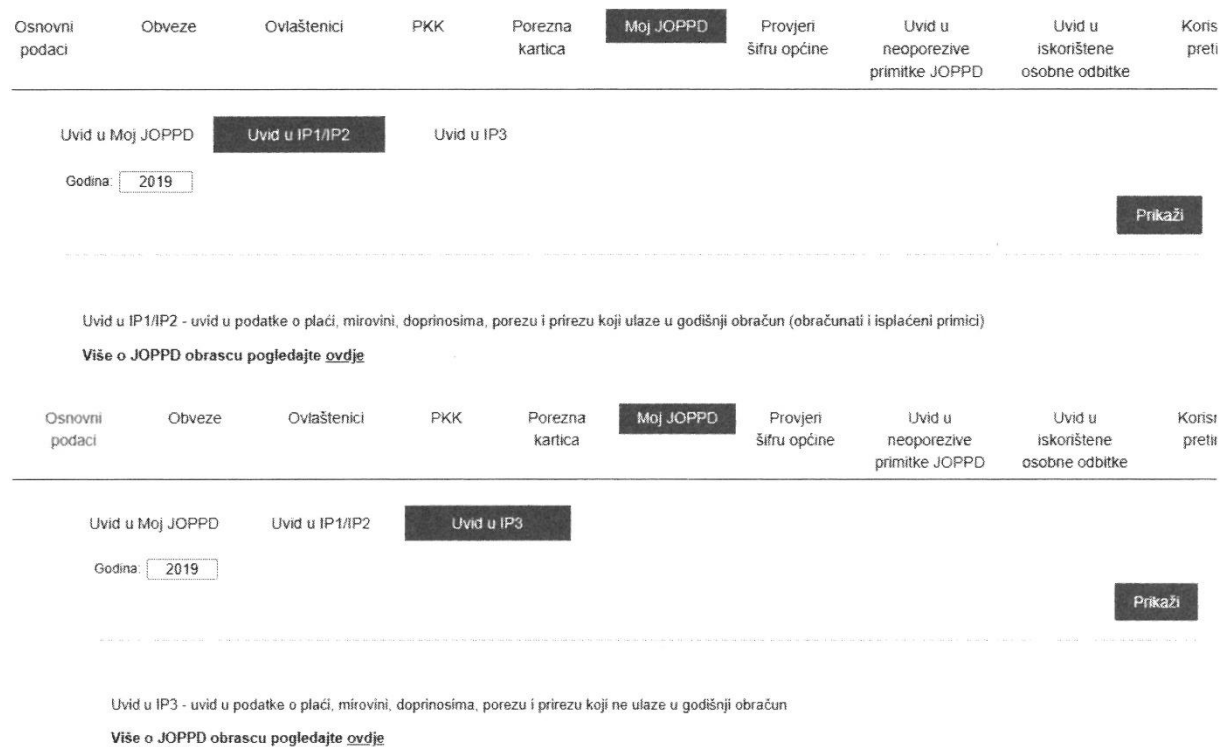 Osnovni podaci
Obveze
Ovlaštenici
PKK
Porezna kartica
Moj JOPPD
Provjeri šifru općine
Uvid u neoporezive primitke JOPPD
Uvid u iskorištene osobne odbitke
Koris
preti
Uvid u Moj JOPPD
Uvid u IP1/IP2
Uvid u IP3
Godina: 2019
Prikaži
Uvid u IP1/IP2 - uvid u podatke o plaći, mirovini, doprinosima, porezu i prirezu koji ulaze u godišnji obračun (obračunati i isplaćeni primici)
Više o JOPPD obrascu pogledajte ovdje
Osnovni podaci
Obveze
Ovlaštenici
PKK
Porezna kartica
Moj JOPPD
Provjeri šifru općine
Uvid u neoporezive primitke JOPPD
Uvid u iskorištene osobne odbitke
Koris
preti
Uvid u Moj JOPPD
Uvid u IP1/IP2
Uvid u IP3
Godina: 2019
Prikaži
Uvid u IP3 - uvid u podatke o plaći, mirovini, doprinosima, porezu i prirezu koji ne ulaze u godišnji obračun
Više o JOPPD obrascu pogledajte ovdje